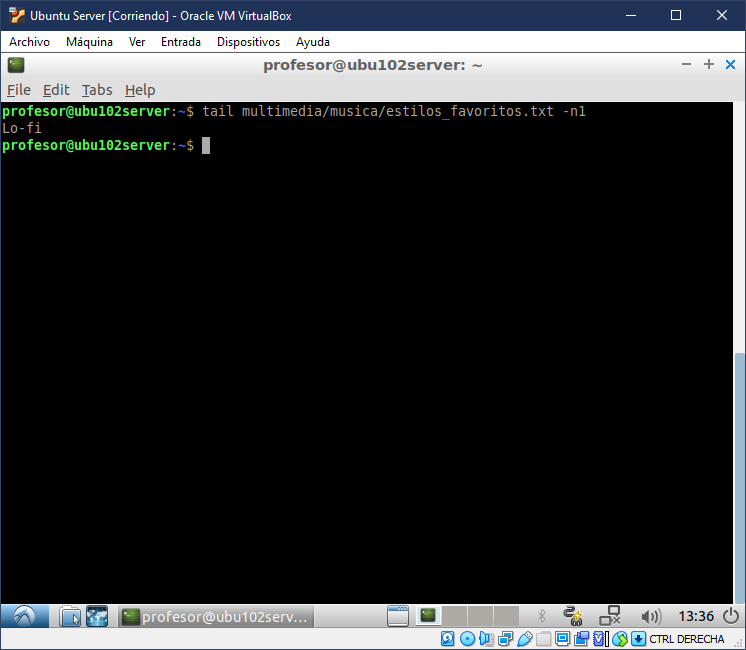 Ubuntu Server [Corriendo] - Oracle VM VirtualBox
Archivo Máquina Ver Entrada Dispositivos Ayuda
profesor@ubu102server: ~
File Edit Tabs Help
profesor@ubu102server:~$ tail multimedia/musica/estilos_favoritos.txt -n1
Lo-fi
profesor@ubu102server:~$
profesor@ubu102serv... 13:36
CTRL DERECHA